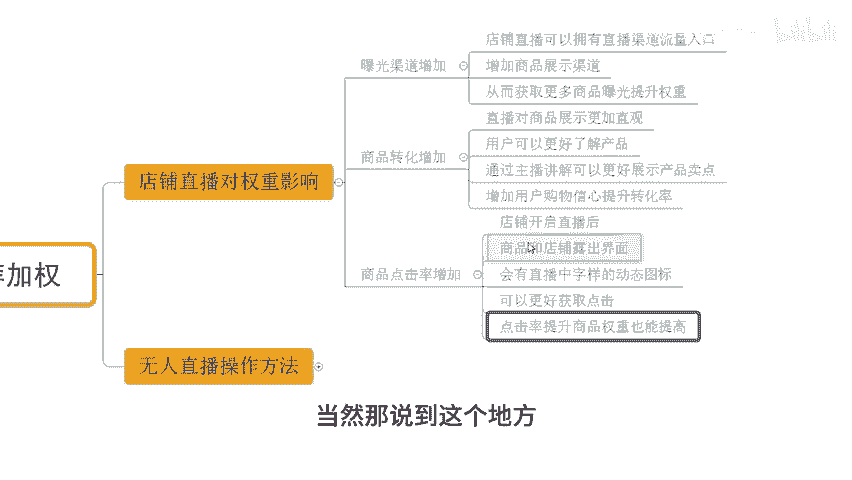 店铺直播可以拥有直播渠道流量入口
曝光渠道增加
增加商品展示渠道
从而获取更多商品曝光提升权重
直播对商品展示更加直观
用户可以更好了解产品
商品转化增加
通过主播讲解可以更好展示产品卖点
店铺直播对权重影响
增加用户购物信心提升转化率
店铺开启直播后
商品和店铺露出界面
加权
商品点击率增加
会有直播中字样的动态图标
可以更好获取点击
点击率提升商品权重也能提高
无人直播操作方法
当然那说到这个地方